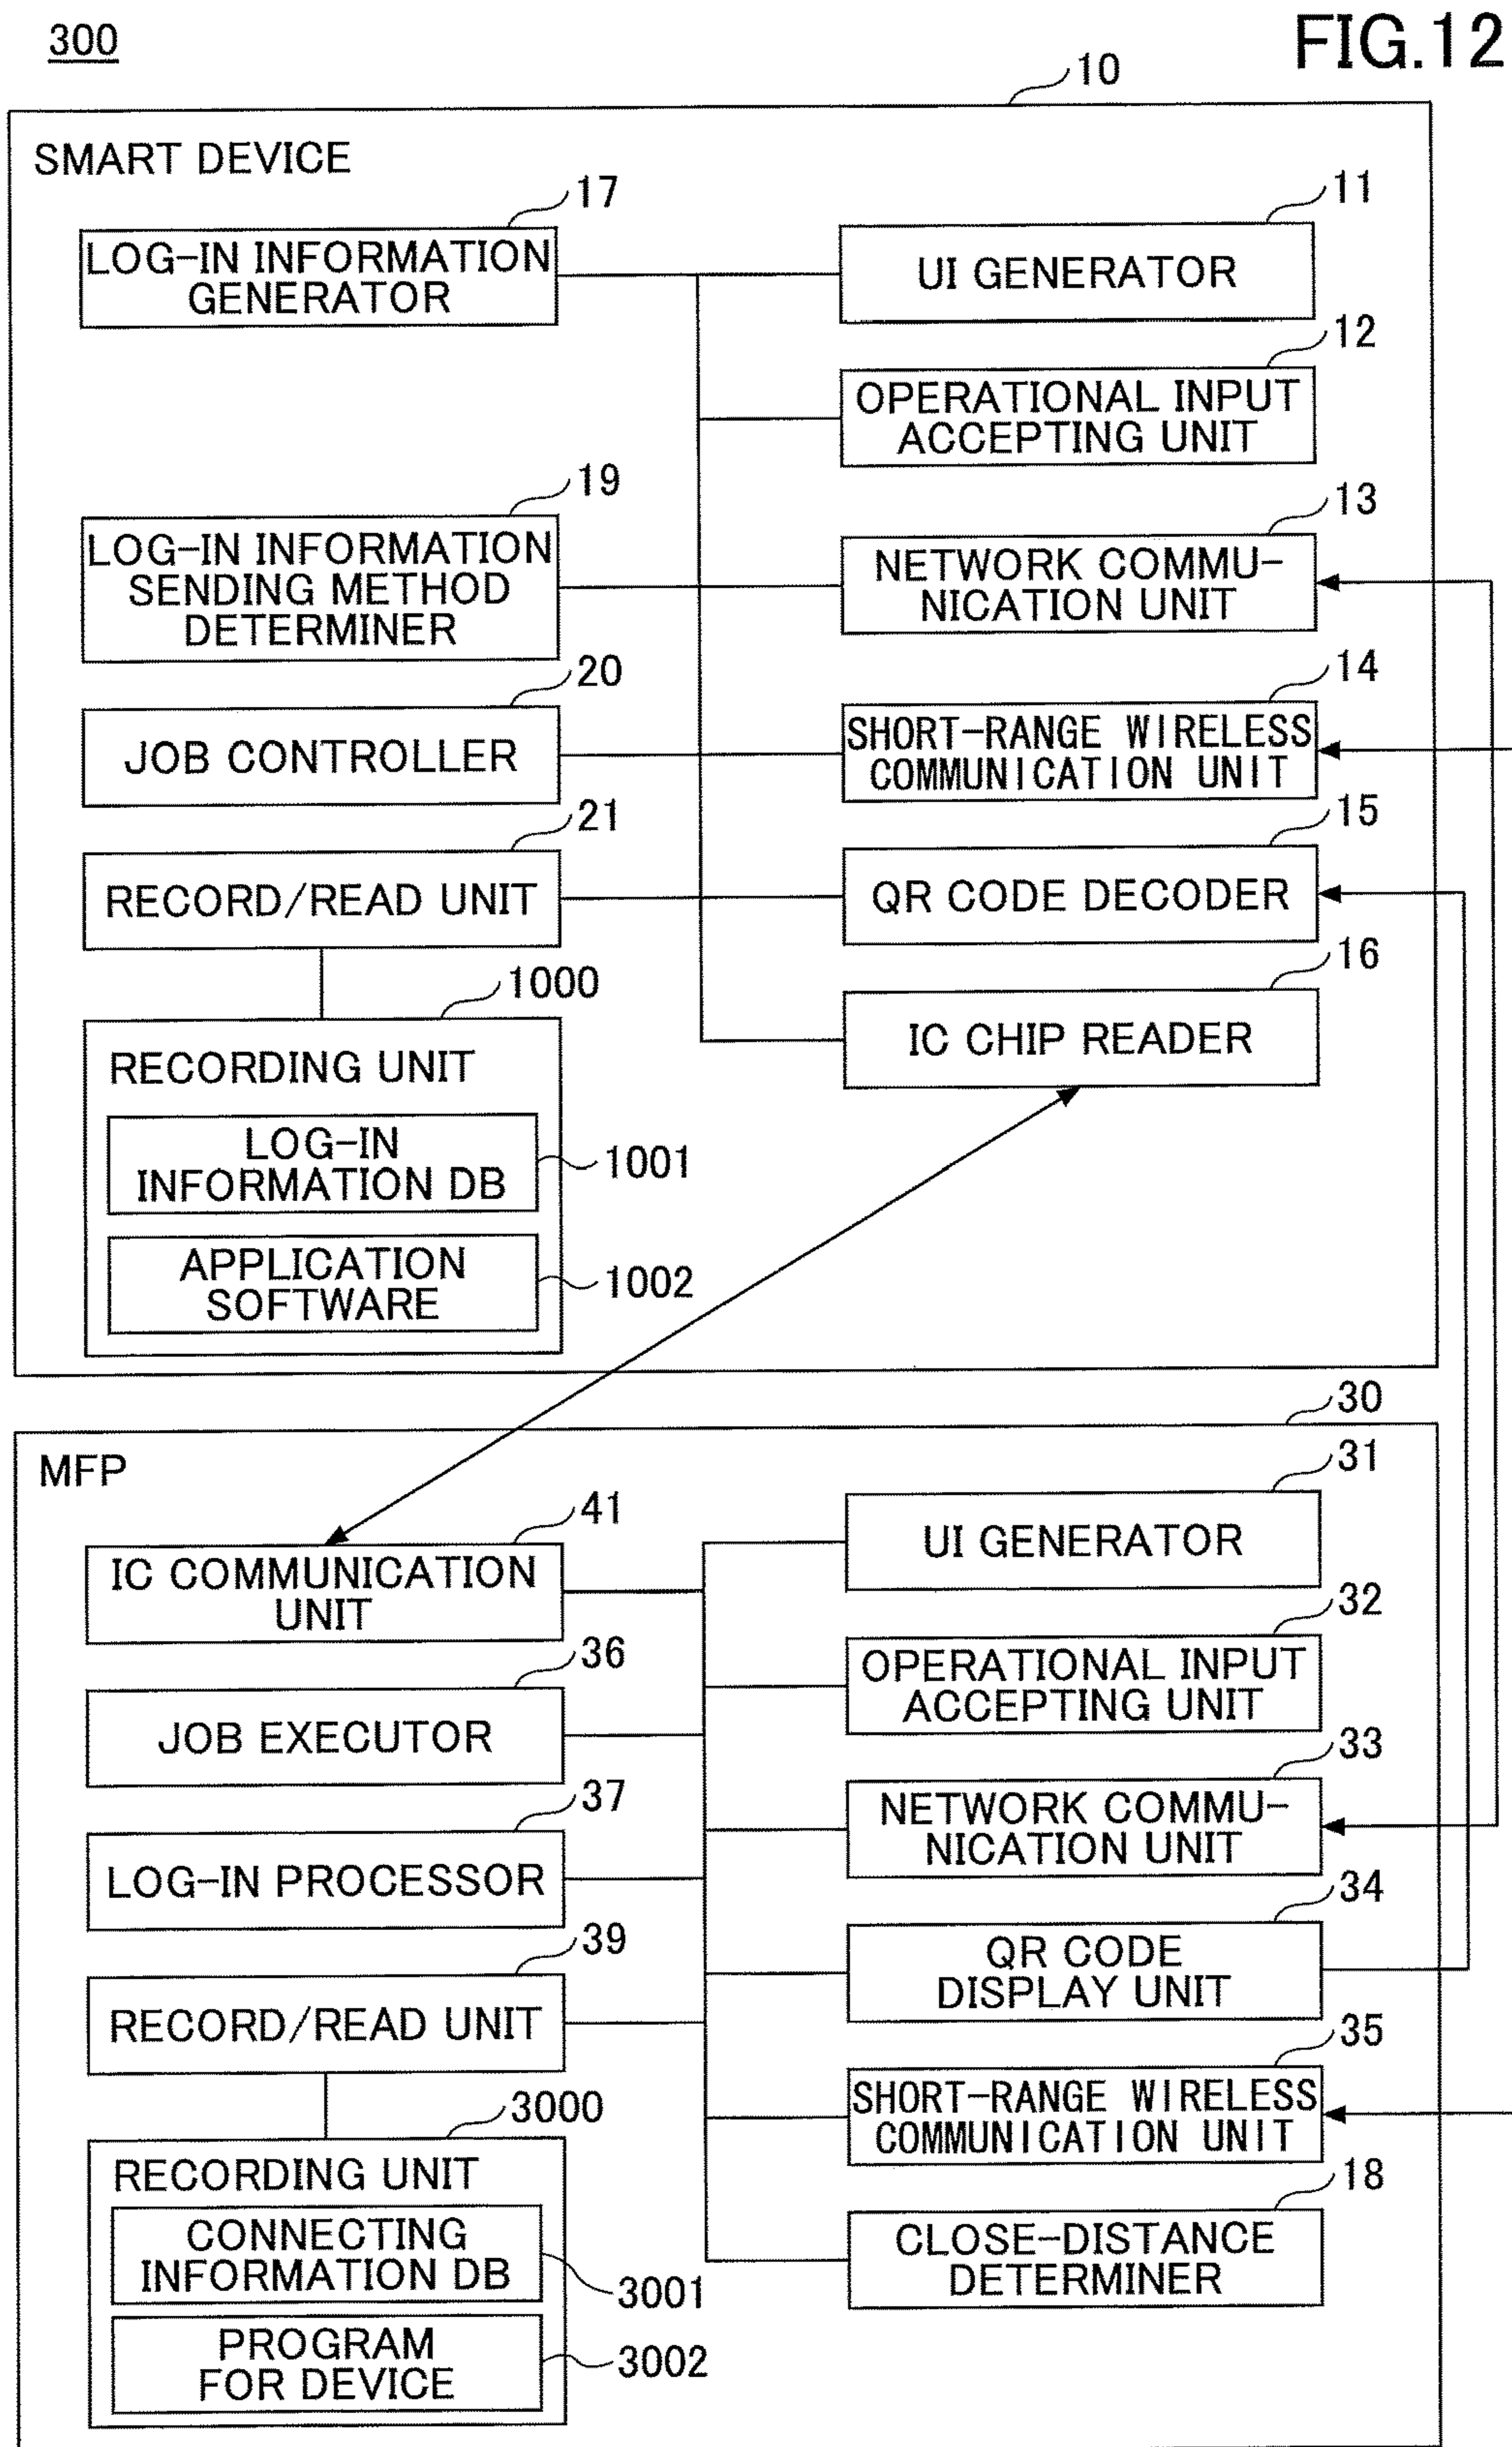 300
FIG.12
10
SMART DEVICE
17
LOG-IN INFORMATION
GENERATOR
11
UI GENERATOR
12
OPERATIONAL INPUT
ACCEPTING UNIT
19
LOG-IN INFORMATION
SENDING METHOD
DETERMINER
13
NETWORK COMMU-
NICATION UNIT
20
JOB CONTROLLER
14
SHORT-RANGE WIRELESS
COMMUNICATION UNIT
21
RECORD/READ UNIT
15
QR CODE DECODER
1000
RECORDING UNIT
16
IC CHIP READER
LOG-IN
INFORMATION DB
1001
APPLICATION
SOFTWARE
1002
30
MFP
41
IC COMMUNICATION
UNIT
31
UI GENERATOR
36
JOB EXECUTOR
32
OPERATIONAL INPUT
ACCEPTING UNIT
37
LOG-IN PROCESSOR
33
NETWORK COMMU-
NICATION UNIT
39
RECORD/READ UNIT
34
QR CODE
DISPLAY UNIT
3000
RECORDING UNIT
35
SHORT-RANGE WIRELESS
COMMUNICATION UNIT
CONNECTING
INFORMATION DB
3001
18
CLOSE-DISTANCE
DETERMINER
PROGRAM
FOR DEVICE
3002